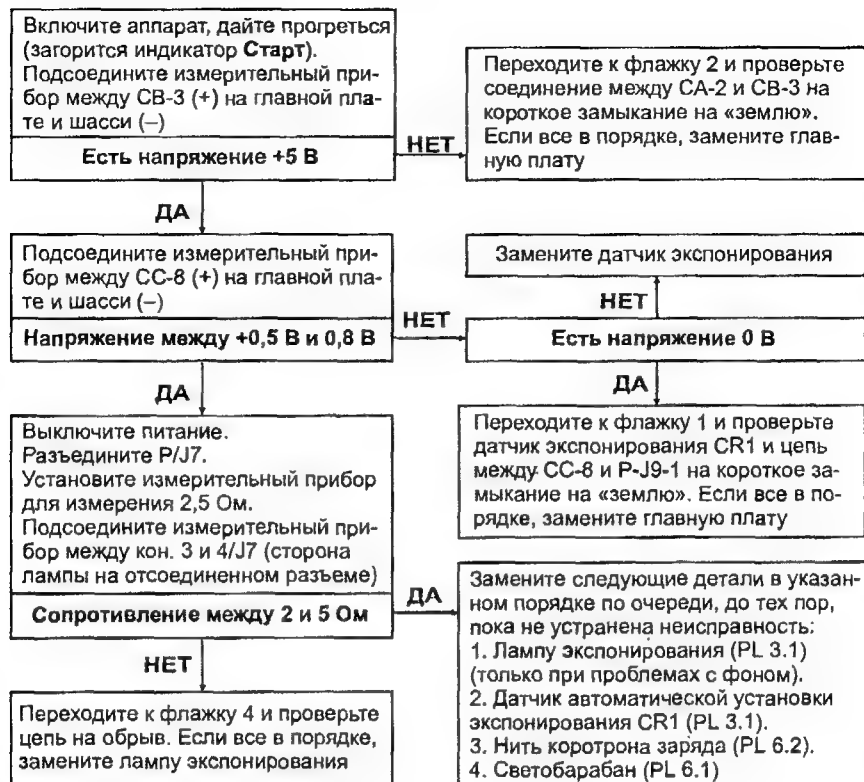 Включите аппарат, дайте прогреться
(загорится индикатор Старт).
Подсоедините измерительный при-
бор между СВ-3 (+) на главной пла-
те и шасси (–)
Есть напряжение +5 В
НЕТ
Переходите к флажку 2 и проверьте
соединение между СА-2 и СВ-3 на
короткое замыкание на «землю».
Если все в порядке, замените глав-
ную плату
ДА
Подсоедините измерительный при-
бор между СС-8 (+) на главной пла-
те и шасси (–)
Напряжение между +0,5 В и 0,8 В
НЕТ
Замените датчик экспонирования
НЕТ
Есть напряжение 0 В
ДА
Переходите к флажку 1 и проверьте
датчик экспонирования CR1 и цепь
между СС-8 и P-J9-1 на короткое за-
мыкание на «землю». Если все в по-
рядке, замените главную плату
ДА
Выключите питание.
Разъедините P/J7.
Установите измерительный прибор
для измерения 2,5 Ом.
Подсоедините измерительный при-
бор между кон. 3 и 4/J7 (сторона
лампы на отсоединенном разъеме)
Сопротивление между 2 и 5 Ом
ДА
Замените следующие детали в указан-
ном порядке по очереди, до тех пор,
пока не устранена неисправность:
1. Лампу экспонирования (PL 3.1)
(только при проблемах с фоном).
2. Датчик автоматической установки
экспонирования CR1 (PL 3.1).
3. Нить коротрона заряда (PL 6.2).
4. Светобарабан (PL 6.1)
НЕТ
Переходите к флажку 4 и проверьте
цепь на обрыв. Если все в порядке,
замените лампу экспонирования